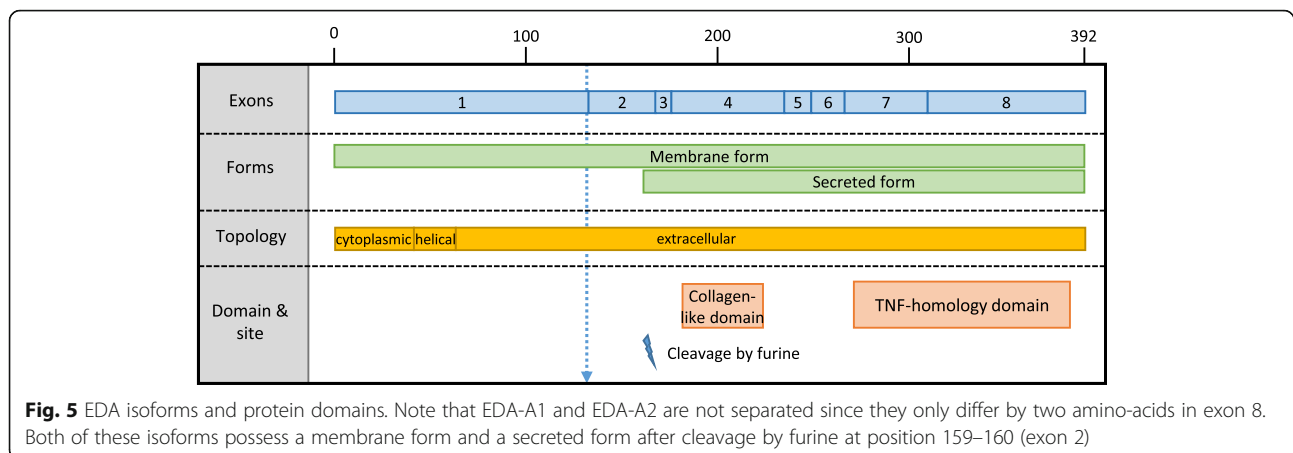 0 100 200 300 392
Exons 1 2 3 4 5 6 7 8
Forms
Membrane form
Secreted form
Topology cytoplasmic helical extracellular
Domain &
site
Collagen-
like domain
TNF-homology domain
Cleavage by furine
Fig. 5 EDA isoforms and protein domains. Note that EDA-A1 and EDA-A2 are not separated since they only differ by two amino-acids in exon 8.
Both of these isoforms possess a membrane form and a secreted form after cleavage by furine at position 159–160 (exon 2)